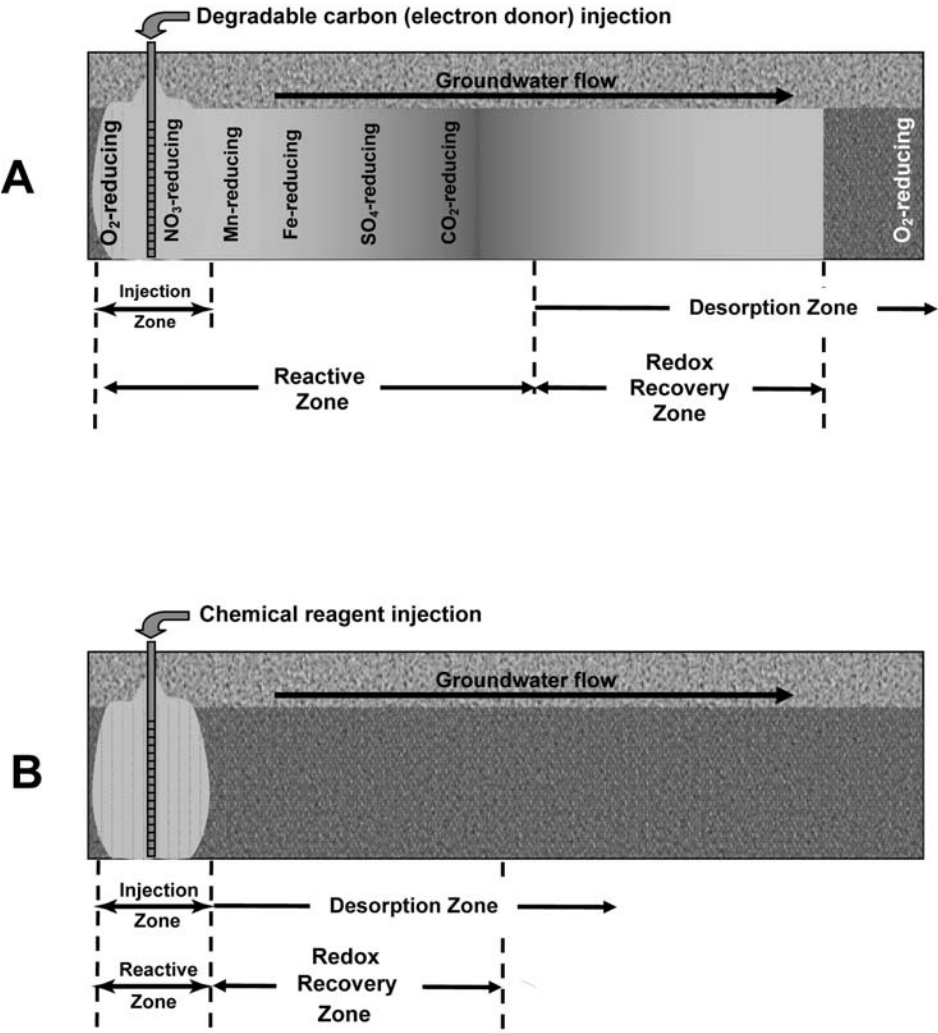 Degradable carbon (electron donor) injection
Groundwater flow
A
O₂-reducing
NO₃-reducing
Mn-reducing
Fe-reducing
SO₄-reducing
CO₂-reducing
O₂-reducing
Injection
Zone
Desorption Zone
Reactive
Zone
Redox
Recovery
Zone
Chemical reagent injection
Groundwater flow
B
Injection
Zone
Desorption Zone
Reactive
Zone
Redox
Recovery
Zone